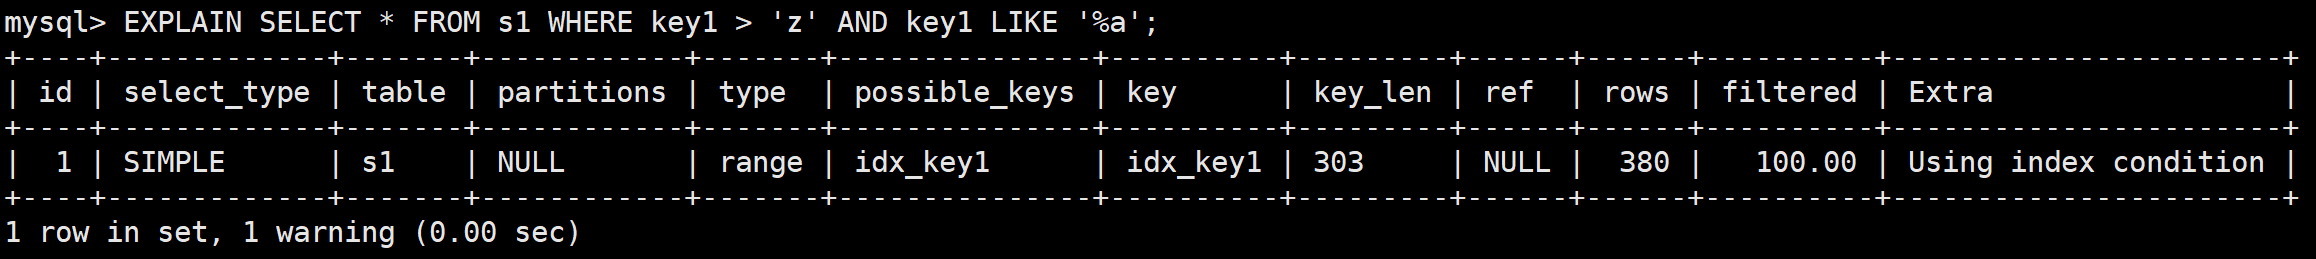 mysql> EXPLAIN SELECT * FROM s1 WHERE key1 > 'z' AND key1 LIKE '%a';
+----+-------------+-------+------------+-------+---------------+----------+---------+------+------+----------+-----------------------+
| id | select_type | table | partitions | type  | possible_keys | key      | key_len | ref  | rows | filtered | Extra                 |
+----+-------------+-------+------------+-------+---------------+----------+---------+------+------+----------+-----------------------+
|  1 | SIMPLE      | s1    | NULL       | range | idx_key1      | idx_key1 | 303     | NULL |  380 |   100.00 | Using index condition |
+----+-------------+-------+------------+-------+---------------+----------+---------+------+------+----------+-----------------------+
1 row in set, 1 warning (0.00 sec)